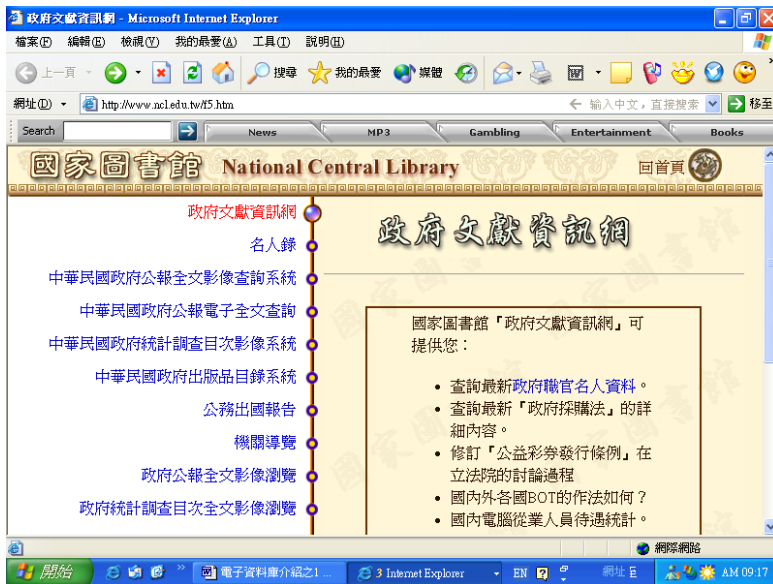 政府文獻資訊網 - Microsoft Internet Explorer
檔案(F) 編輯(E) 檢視(V) 我的最愛(A) 工具(T) 說明(H)
上一頁 搜尋 我的最愛 媒體
網址(D) http://www.ncl.edu.tw/f5.htm 输入中文，直接搜索 移至
Search News MP3 Gambling Entertainment Books
國家圖書館 National Central Library 回首頁
政府文獻資訊網
名人錄
中華民國政府公報全文影像查詢系統
中華民國政府公報電子全文查詢
中華民國政府統計調查目次影像系統
中華民國政府出版品目錄系統
公務出國報告
機關導覽
政府公報全文影像瀏覽
政府統計調查目次全文影像瀏覽
政府文獻資訊網
國家圖書館『政府文獻資訊網』可
提供您：
• 查詢最新政府職官名人資料。
• 查詢最新『政府採購法』的詳
細內容。
• 修訂『公益彩券發行條例』在
立法院的討論過程
• 國內外各國BOT的作法如何？
• 國內電腦從業人員待遇統計。
網際網路
開始 電子資料庫介紹之1 ... 3 Internet Explorer EN 網址 AM 09:17